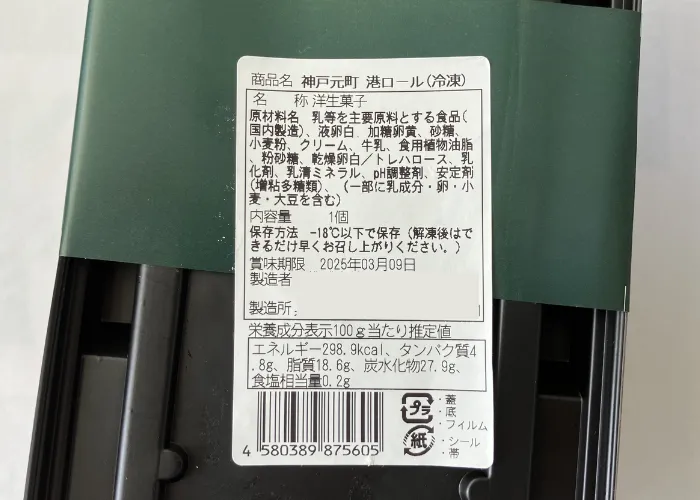 商品名 神戸元町 港ロール(冷凍)
名 称 洋生菓子
原材料名 乳等を主要原料とする食品(
国内製造)、液卵白、加糖卵黄、砂糖、
小麦粉、クリーム、牛乳、食用植物油脂
、粉砂糖、乾燥卵白/トレハロース、乳
化剤、乳清ミネラル、pH調整剤、安定剤
(増粘多糖類)、(一部に乳成分・卵・小
麦・大豆を含む)
内容量 1個
保存方法 -18℃以下で保存(解凍後はで
きるだけ早くお召し上がりください。)
賞味期限 2025年03月09日
製造者
製造所:
栄養成分表示100g当たり推定値
エネルギー298.9kcal、タンパク質4
.8g、脂質18.6g、炭水化物27.9g、
食塩相当量0.2g
4 580389 875605
プラ
・蓋
・底
・フィルム
紙
・シール
・帯